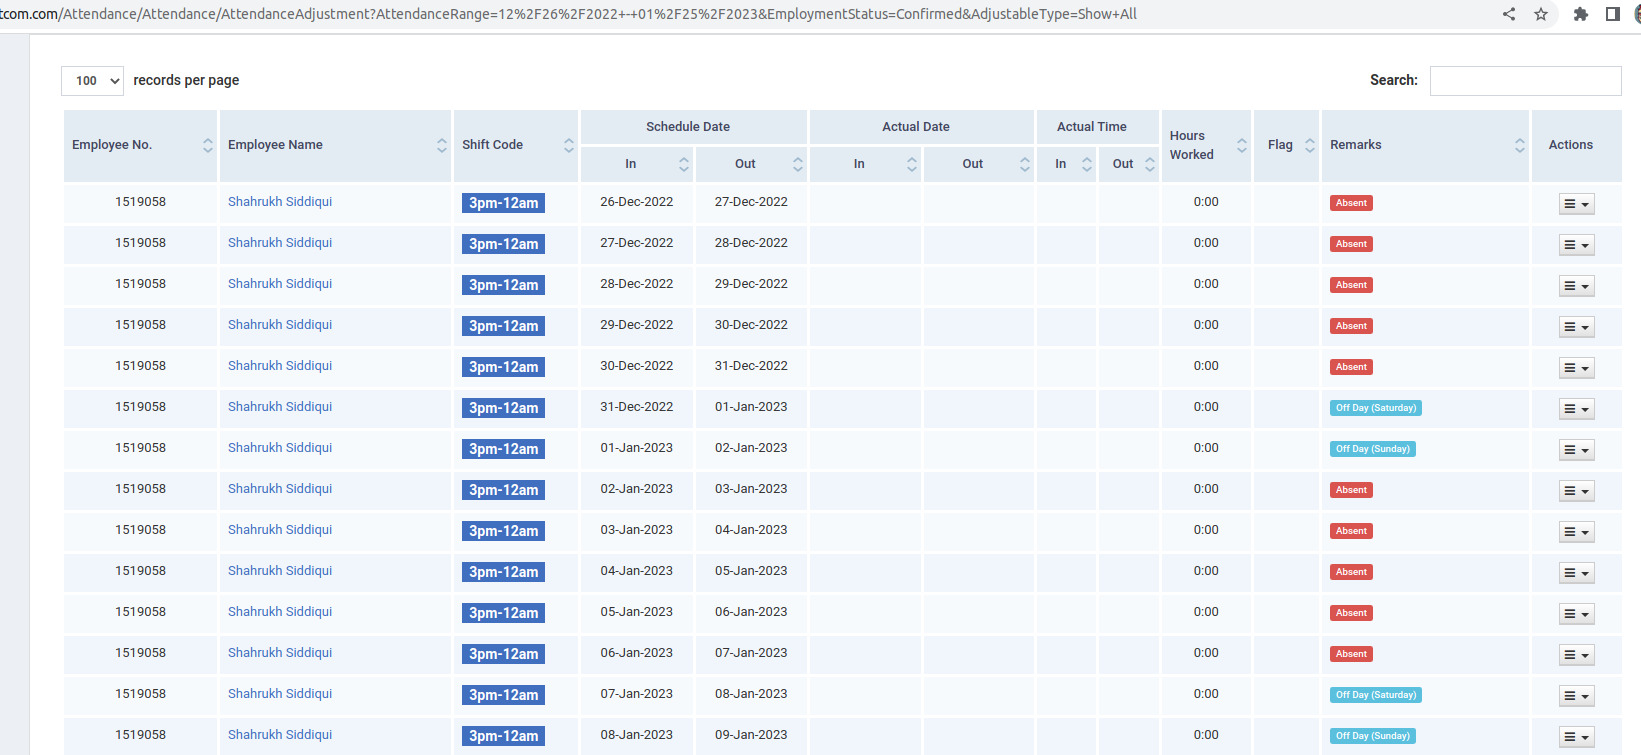 tcom.com/Attendance/Attendance/AttendanceAdjustment?AttendanceRange=12%2F26%2F2022+-+01%2F25%2F2023&EmploymentStatus=Confirmed&AdjustableType=Show+All
100 records per page Search:
Schedule Date Actual Date Actual Time
Employee No. Employee Name Shift Code In Out In Out In Out Hours Worked Flag Remarks Actions
1519058 Shahrukh Siddiqui 3pm-12am 26-Dec-2022 27-Dec-2022 0:00 Absent
1519058 Shahrukh Siddiqui 3pm-12am 27-Dec-2022 28-Dec-2022 0:00 Absent
1519058 Shahrukh Siddiqui 3pm-12am 28-Dec-2022 29-Dec-2022 0:00 Absent
1519058 Shahrukh Siddiqui 3pm-12am 29-Dec-2022 30-Dec-2022 0:00 Absent
1519058 Shahrukh Siddiqui 3pm-12am 30-Dec-2022 31-Dec-2022 0:00 Absent
1519058 Shahrukh Siddiqui 3pm-12am 31-Dec-2022 01-Jan-2023 0:00 Off Day (Saturday)
1519058 Shahrukh Siddiqui 3pm-12am 01-Jan-2023 02-Jan-2023 0:00 Off Day (Sunday)
1519058 Shahrukh Siddiqui 3pm-12am 02-Jan-2023 03-Jan-2023 0:00 Absent
1519058 Shahrukh Siddiqui 3pm-12am 03-Jan-2023 04-Jan-2023 0:00 Absent
1519058 Shahrukh Siddiqui 3pm-12am 04-Jan-2023 05-Jan-2023 0:00 Absent
1519058 Shahrukh Siddiqui 3pm-12am 05-Jan-2023 06-Jan-2023 0:00 Absent
1519058 Shahrukh Siddiqui 3pm-12am 06-Jan-2023 07-Jan-2023 0:00 Absent
1519058 Shahrukh Siddiqui 3pm-12am 07-Jan-2023 08-Jan-2023 0:00 Off Day (Saturday)
1519058 Shahrukh Siddiqui 3pm-12am 08-Jan-2023 09-Jan-2023 0:00 Off Day (Sunday)